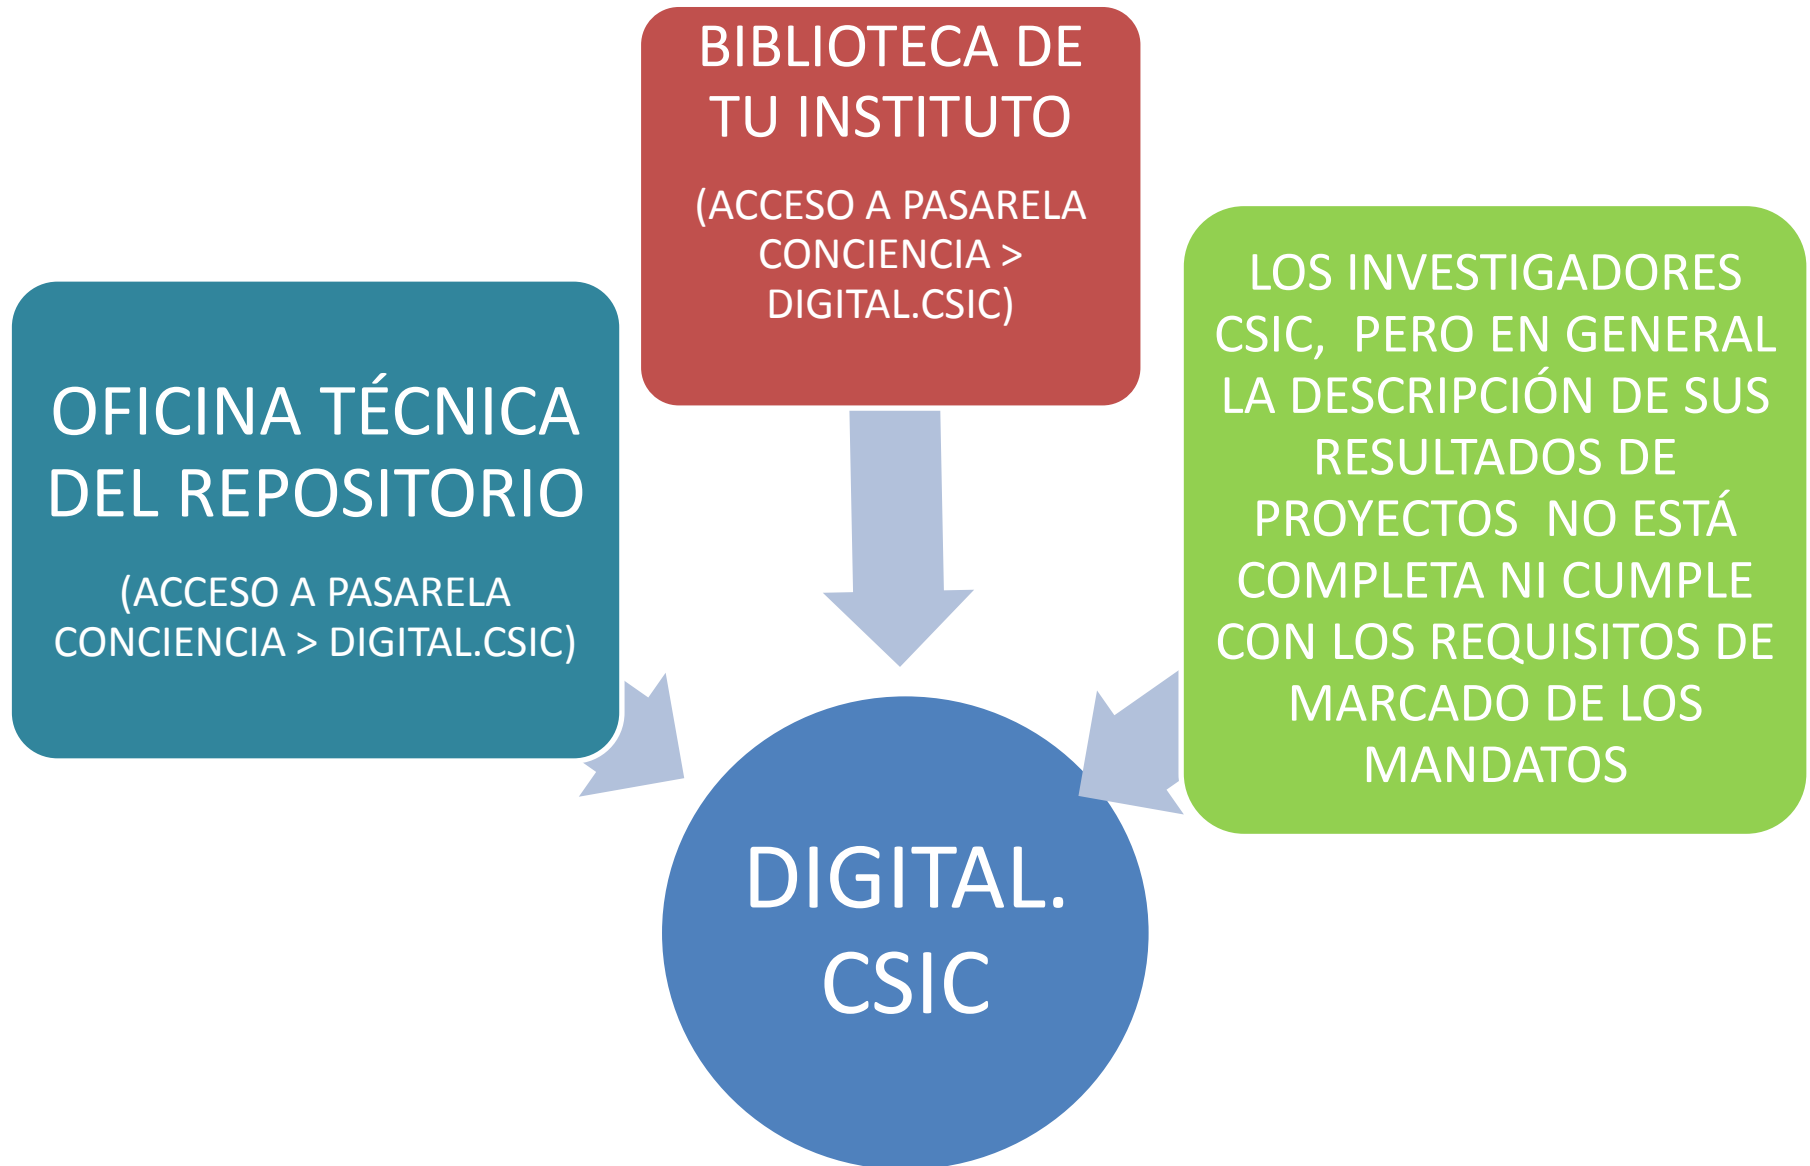 BIBLIOTECA DE
TU INSTITUTO
(ACCESO A PASARELA
CONCIENCIA >
DIGITAL.CSIC)
OFICINA TÉCNICA
DEL REPOSITORIO
(ACCESO A PASARELA
CONCIENCIA > DIGITAL.CSIC)
LOS INVESTIGADORES
CSIC, PERO EN GENERAL
LA DESCRIPCIÓN DE SUS
RESULTADOS DE
PROYECTOS NO ESTÁ
COMPLETA NI CUMPLE
CON LOS REQUISITOS DE
MARCADO DE LOS
MANDATOS
DIGITAL.
CSIC